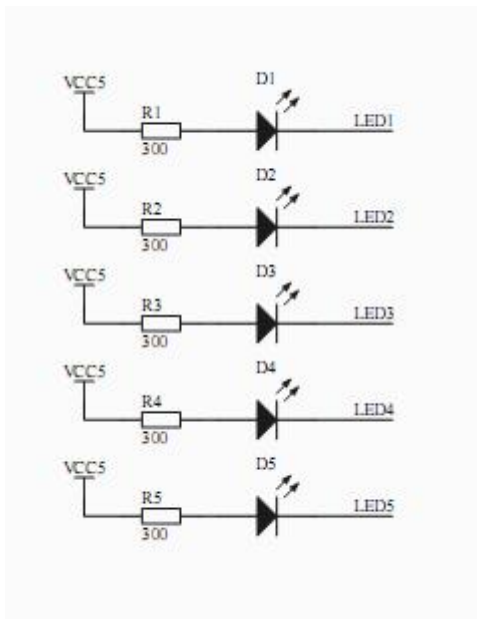 D1
VCC5
R1
LED1
300
D2
VCC5
R2
LED2
300
D3
VCC5
R3
LED3
300
D4
VCC5
R4
LED4
300
D5
VCC5
R5
LED5
300